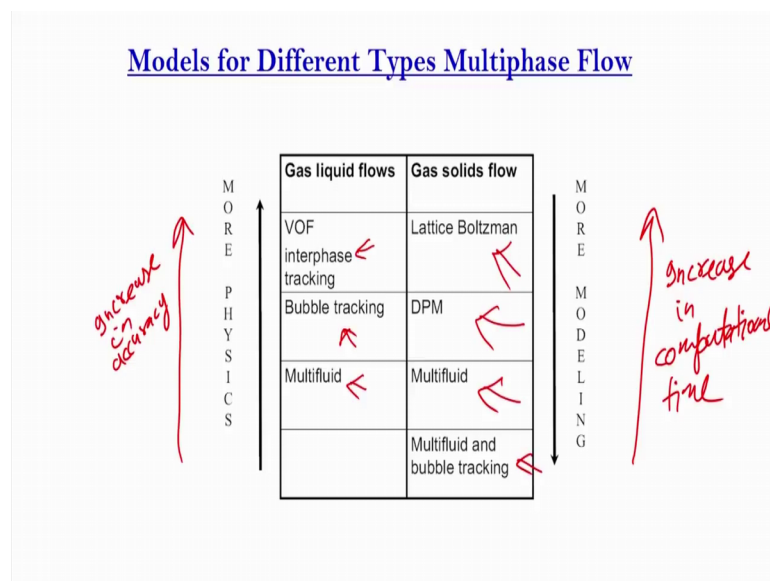 Models for Different Types Multiphase Flow
Gas liquid flows
Gas solids flow
VOF
interphase
tracking
Lattice Boltzman
Bubble tracking
DPM
Multifluid
Multifluid
Multifluid and
bubble tracking
MORE PHYSICS
MORE MODELING
Increase
in
accuracy
Increase
in
computational
time